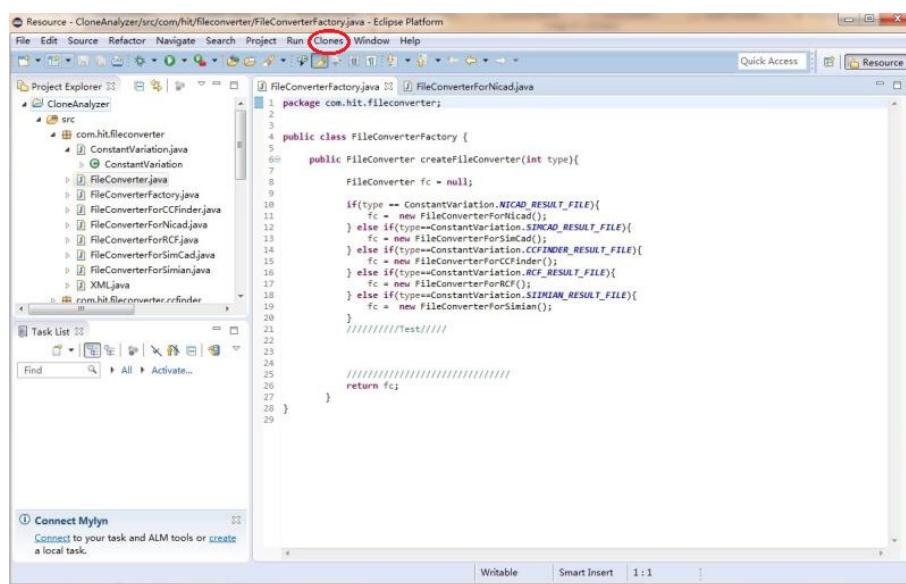 Resource - CloneAnalyzer/src/com/hit/fileconverter/FileConverterFactory.java - Eclipse Platform
File Edit Source Refactor Navigate Search Project Run Clones Window Help
Quick Access
Resource
Project Explorer
CloneAnalyzer
src
com.hit.fileconverter
ConstantVariation.java
ConstantVariation
FileConverter.java
FileConverterFactory.java
FileConverterForCCFinder.java
FileConverterForNicad.java
FileConverterForRCF.java
FileConverterForSimCad.java
FileConverterForSimian.java
XML.java
com.hit.fileconverter.ccfinder
Task List
Find All Activate...
Connect Mylyn
Connect to your task and ALM tools or create
a local task.
FileConverterFactory.java FileConverterForNicad.java
1 package com.hit.fileconverter;
2
3
4 public class FileConverterFactory {
5
6 public FileConverter createFileConverter(int type){
7
8 FileConverter fc = null;
9
10 if(type == ConstantVariation.NICAD_RESULT_FILE){
11 fc = new FileConverterForNicad();
12 } else if(type==ConstantVariation.SIMCAD_RESULT_FILE){
13 fc = new FileConverterForSimCad();
14 } else if(type==ConstantVariation.CCFINDER_RESULT_FILE){
15 fc = new FileConverterForCCFinder();
16 } else if(type==ConstantVariation.RCF_RESULT_FILE){
17 fc = new FileConverterForRCF();
18 } else if(type==ConstantVariation.SIIMIAN_RESULT_FILE){
19 fc = new FileConverterForSimian();
20 }
21 //////////Test/////
22
23
24
25 ///////////////////////////////
26 return fc;
27 }
28 }
29
Writable Smart Insert 1 : 1